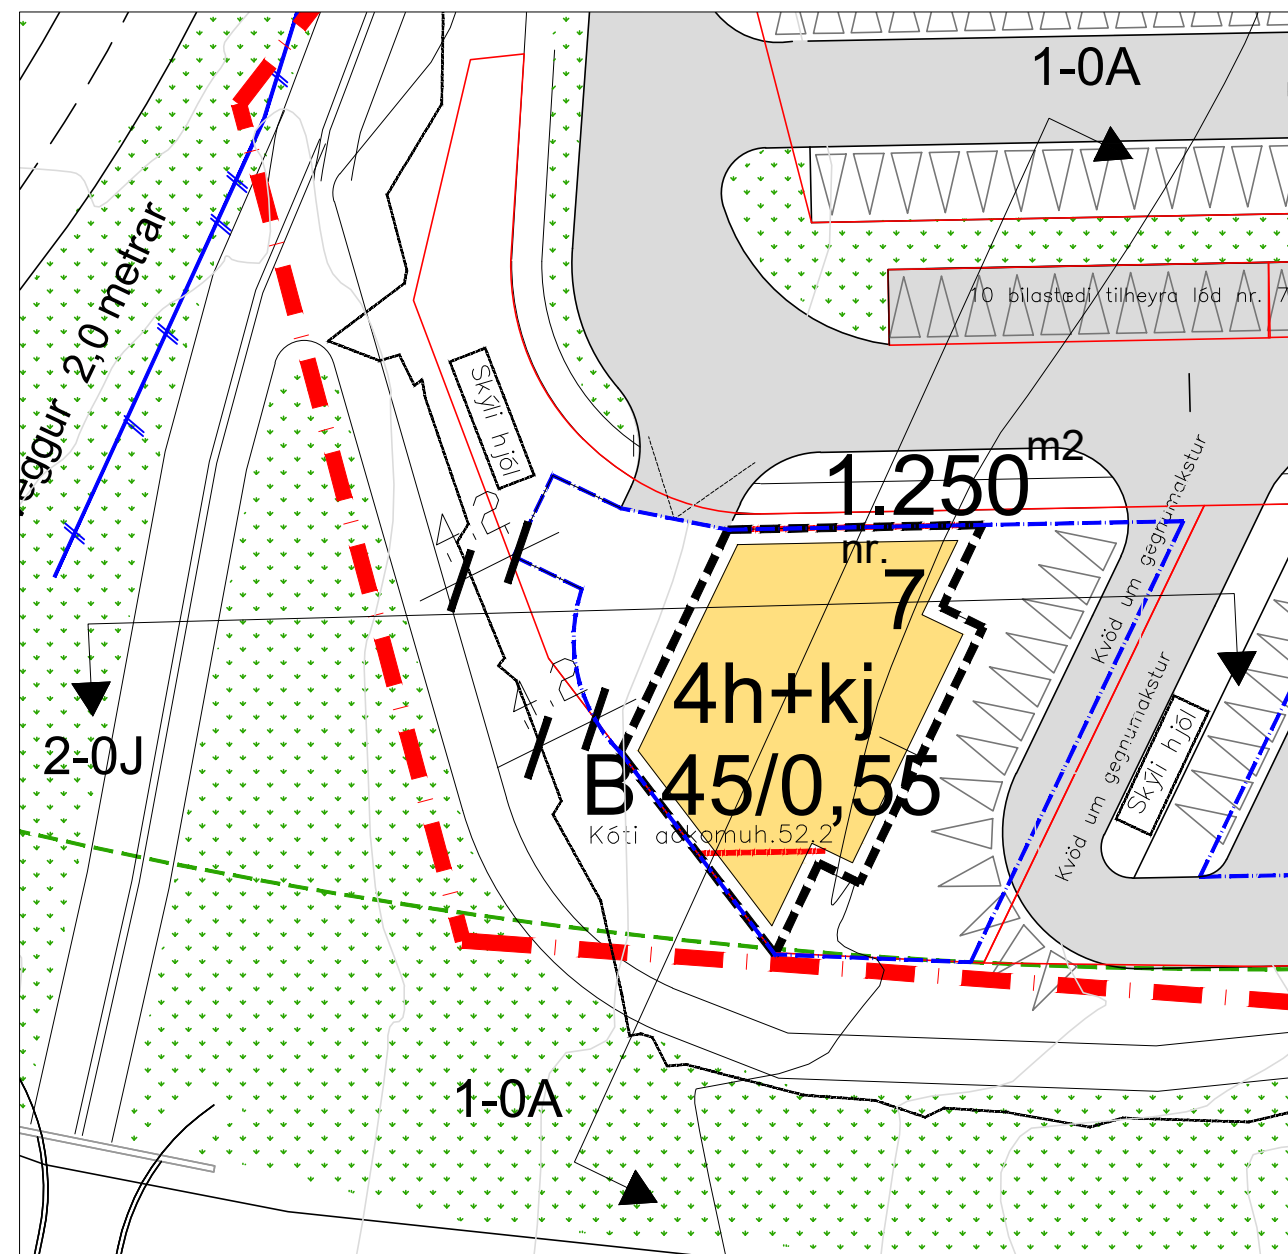 1-0A
2,0 metrar
10 bílastæði tilheyra lóð nr. 7
Skýli hjól
1.250 m2
nr.
7
Kvöð um gegnumakstur
Kvöð um gegnumakstur
4h+kj
Skýli hjól
2-0J
B 45/0,55
Kóti aðkomuh.52.2
1-0A